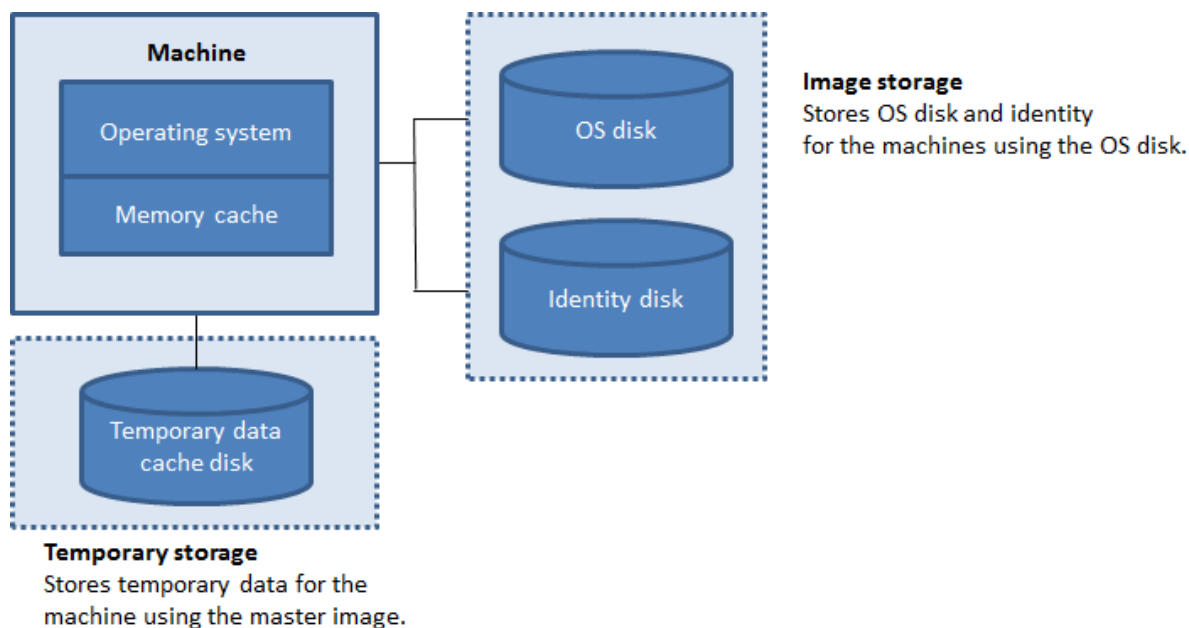 Machine
Operating system
Memory cache
OS disk
Identity disk
Image storage
Stores OS disk and identity
for the machines using the OS disk.
Temporary data
cache disk
Temporary storage
Stores temporary data for the
machine using the master image.